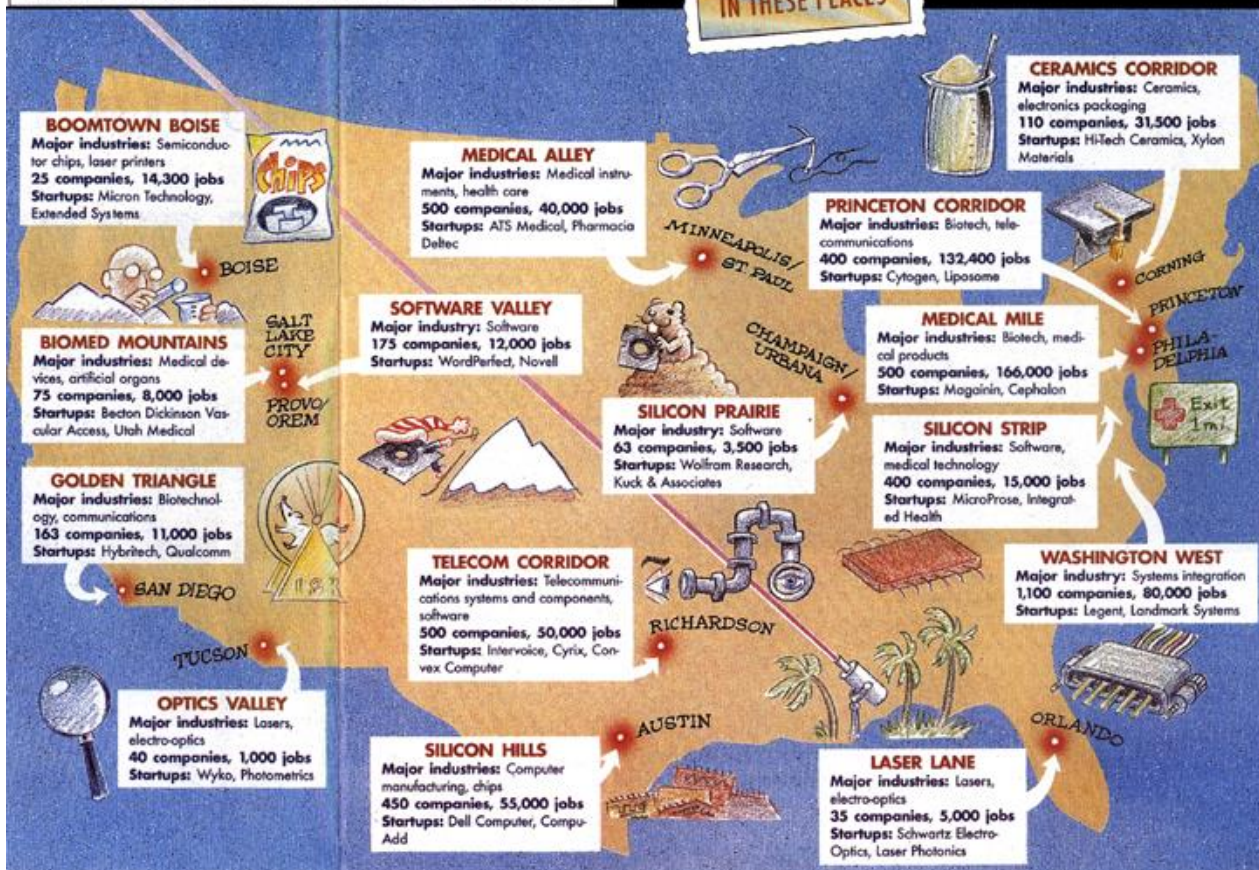 IN THESE PLACES
BOOMTOWN BOISE
Major industries: Semiconduc-
tor chips, laser printers
25 companies, 14,300 jobs
Startups: Micron Technology,
Extended Systems
Chips
BOISE
MEDICAL ALLEY
Major industries: Medical instru-
ments, health care
500 companies, 40,000 jobs
Startups: ATS Medical, Pharmacia
Deltec
MINNEAPOLIS/
ST. PAUL
CERAMICS CORRIDOR
Major industries: Ceramics,
electronics packaging
110 companies, 31,500 jobs
Startups: Hi-Tech Ceramics, Xylon
Materials
CORNING
PRINCETON CORRIDOR
Major industries: Biotech, tele-
communications
400 companies, 132,400 jobs
Startups: Cytogen, Liposome
PRINCETON
BIOMED MOUNTAINS
Major industries: Medical de-
vices, artificial organs
75 companies, 8,000 jobs
Startups: Becton Dickinson Vas-
cular Access, Utah Medical
SALT
LAKE
CITY
PROVO/
OREM
SOFTWARE VALLEY
Major industry: Software
175 companies, 12,000 jobs
Startups: WordPerfect, Novell
MEDICAL MILE
Major industries: Biotech, medi-
cal products
500 companies, 166,000 jobs
Startups: Magainin, Cephalon
PHILA-
DELPHIA
Exit
1mi.
CHAMPAIGN/
URBANA
SILICON PRAIRIE
Major industry: Software
63 companies, 3,500 jobs
Startups: Wolfram Research,
Kuck & Associates
SILICON STRIP
Major industries: Software,
medical technology
400 companies, 15,000 jobs
Startups: MicroProse, Integrat-
ed Health
GOLDEN TRIANGLE
Major industries: Biotechnol-
ogy, communications
163 companies, 11,000 jobs
Startups: Hybritech, Qualcomm
SAN DIEGO
TELECOM CORRIDOR
Major industries: Telecommuni-
cations systems and components,
software
500 companies, 50,000 jobs
Startups: Intervoice, Cyrix, Con-
vex Computer
RICHARDSON
WASHINGTON WEST
Major industry: Systems integration
1,100 companies, 80,000 jobs
Startups: Legent, Landmark Systems
TUCSON
OPTICS VALLEY
Major industries: Lasers,
electro-optics
40 companies, 1,000 jobs
Startups: Wyko, Photometrics
SILICON HILLS
Major industries: Computer
manufacturing, chips
450 companies, 55,000 jobs
Startups: Dell Computer, Compu-
Add
AUSTIN
LASER LANE
Major industries: Lasers,
electro-optics
35 companies, 5,000 jobs
Startups: Schwartz Electro-
Optics, Laser Photonics
ORLANDO